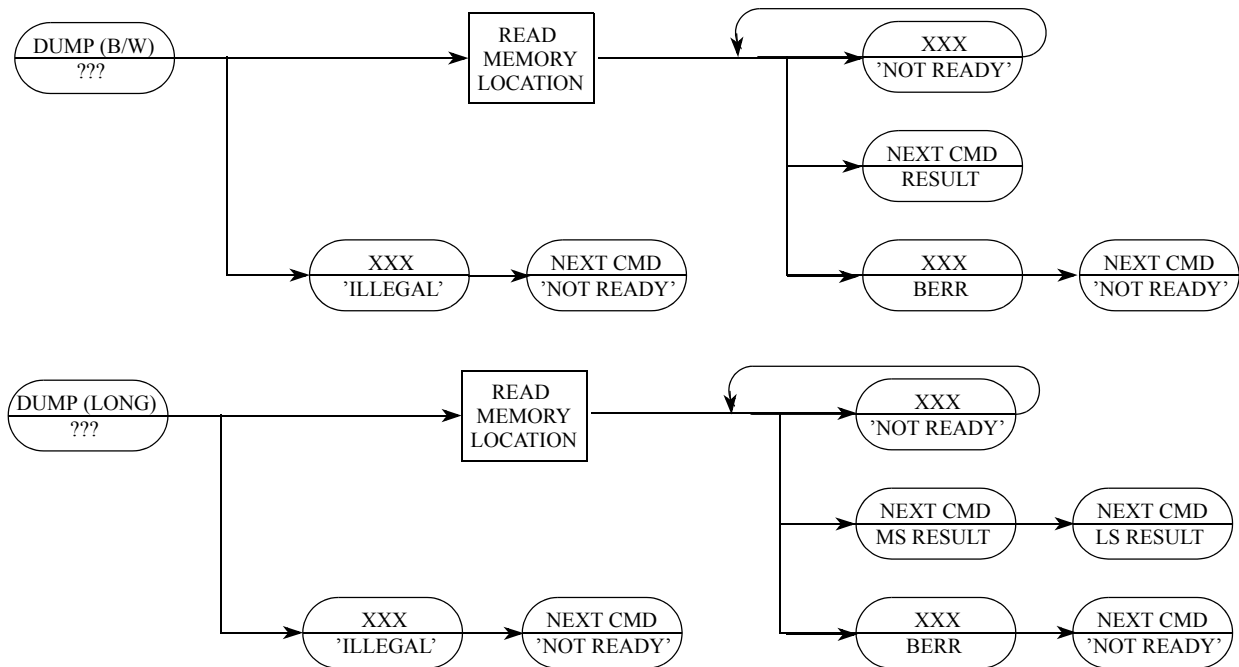 DUMP (B/W)
???
READ
MEMORY
LOCATION
XXX
’NOT READY’
NEXT CMD
RESULT
XXX
’ILLEGAL’
NEXT CMD
’NOT READY’
XXX
BERR
NEXT CMD
’NOT READY’
DUMP (LONG)
???
READ
MEMORY
LOCATION
XXX
’NOT READY’
NEXT CMD
MS RESULT
NEXT CMD
LS RESULT
XXX
’ILLEGAL’
NEXT CMD
’NOT READY’
XXX
BERR
NEXT CMD
’NOT READY’